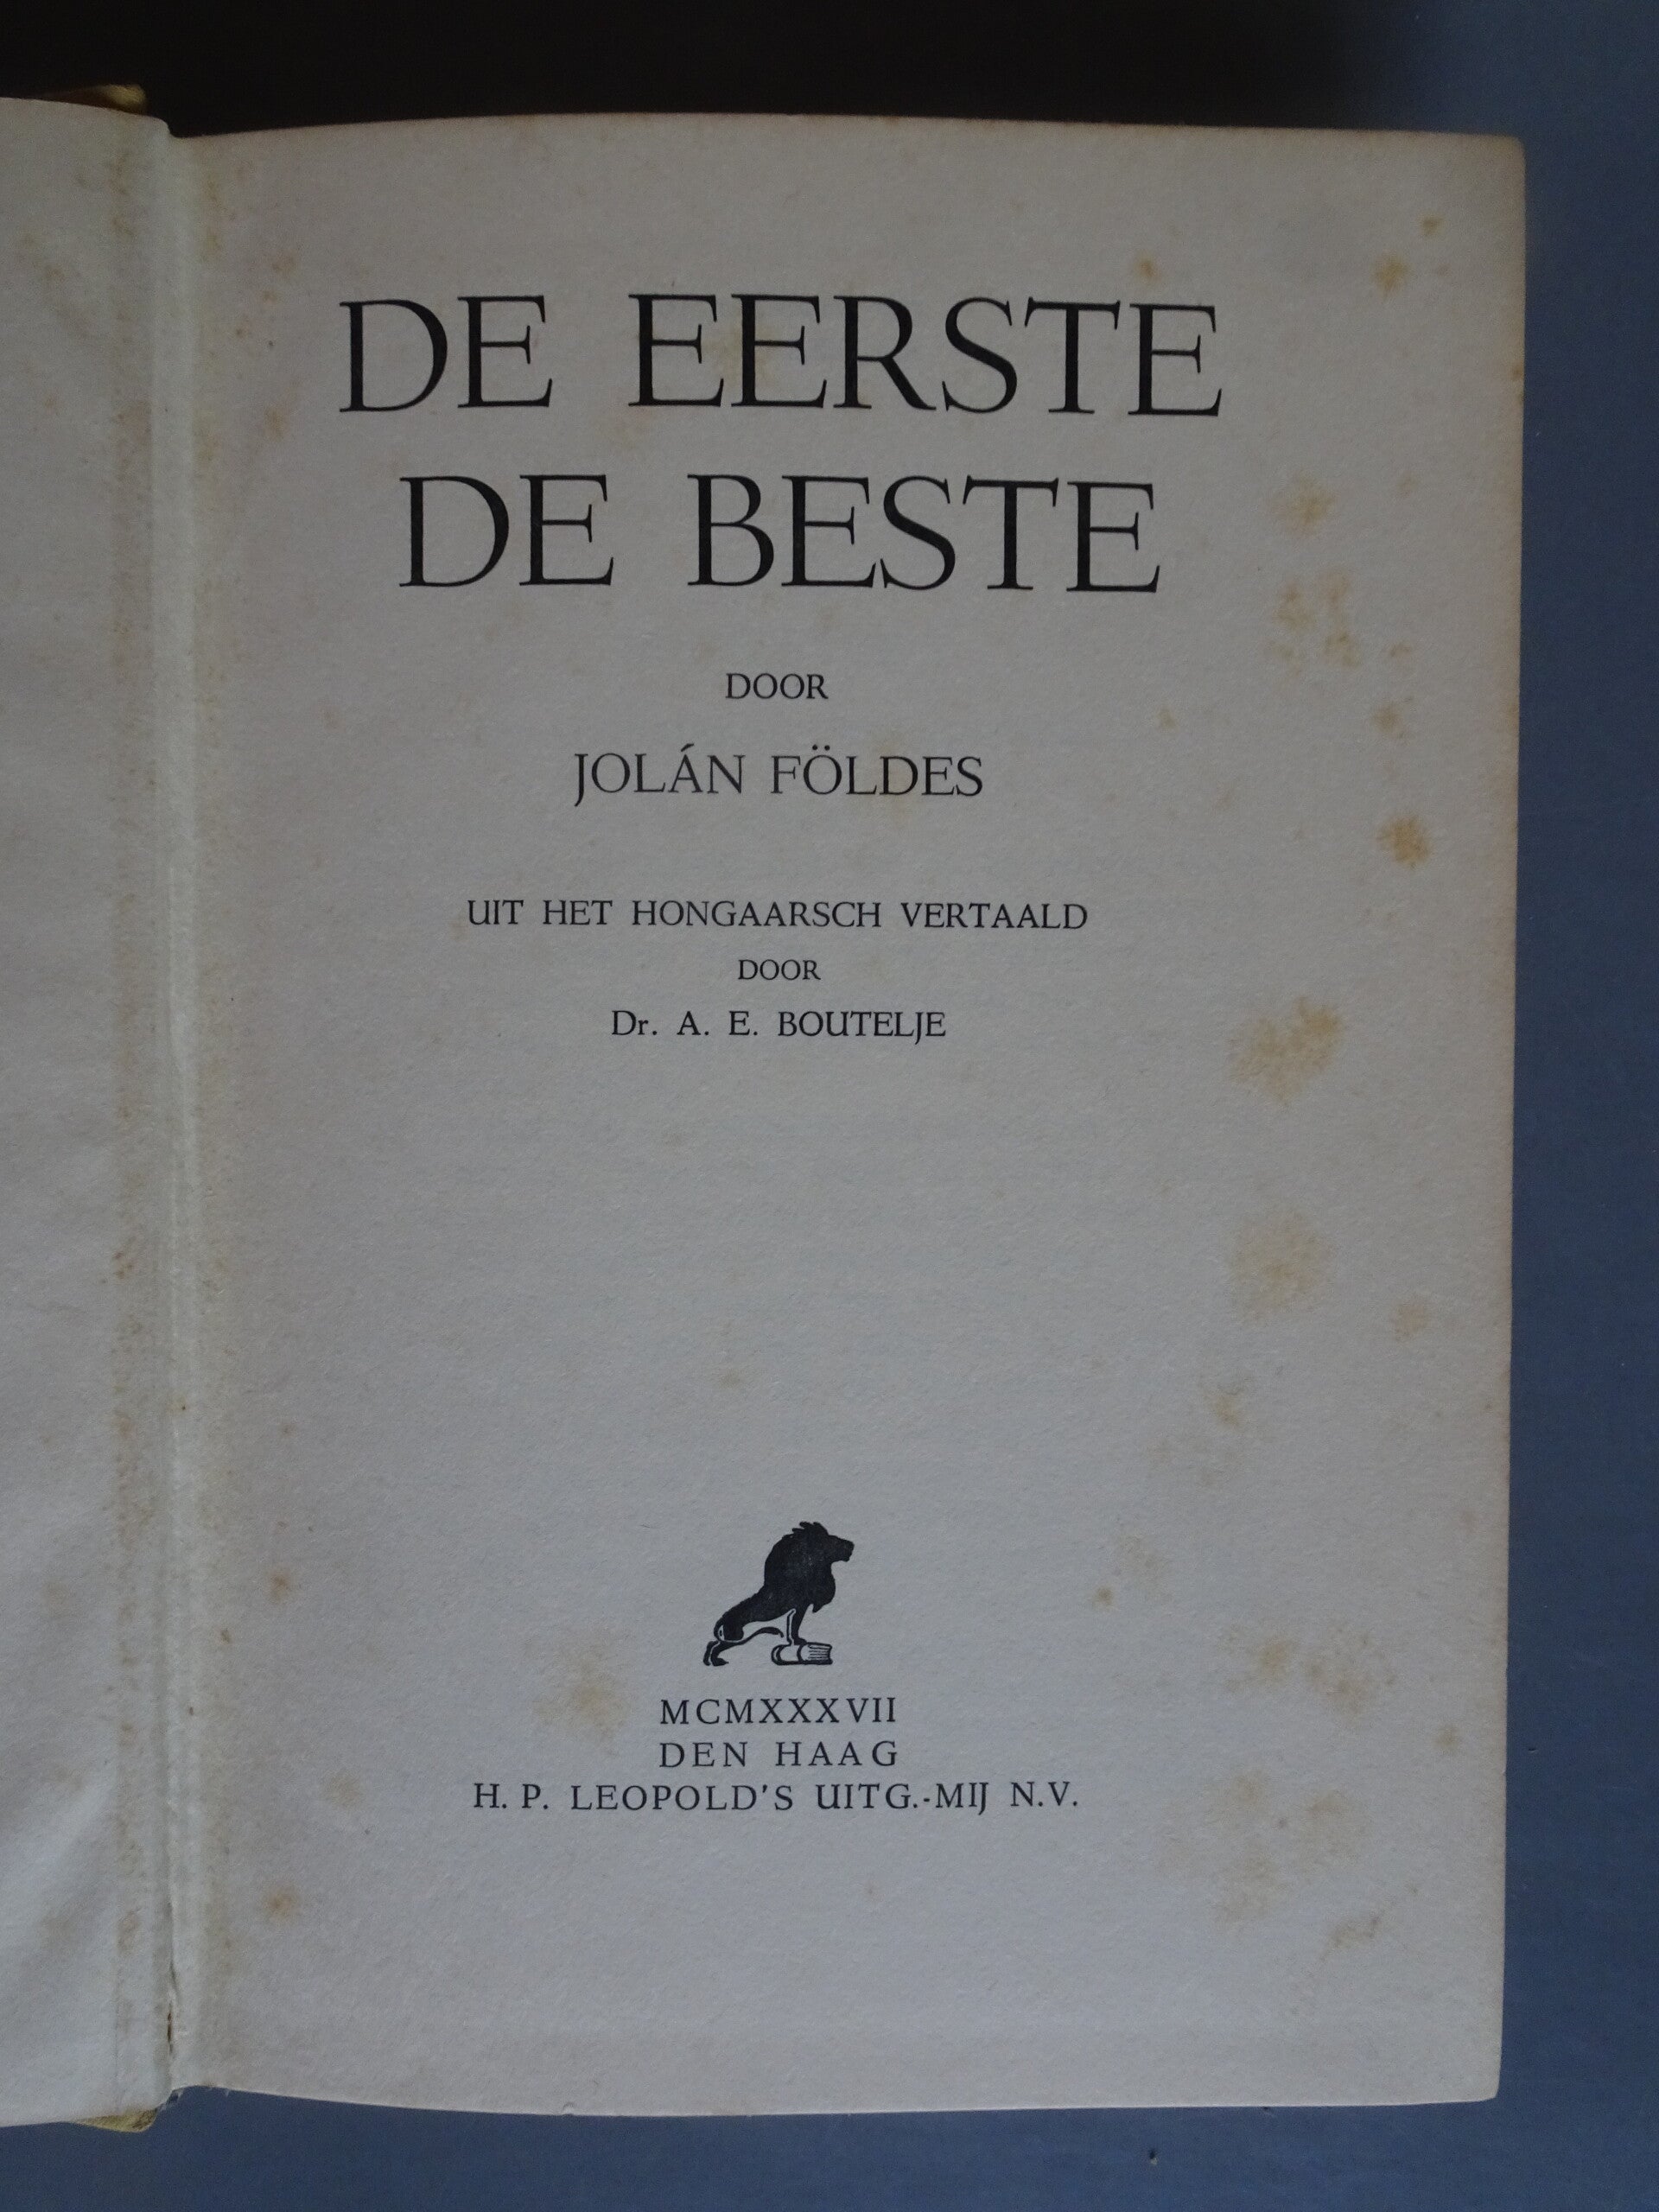 DE EERSTE
DE BESTE
DOOR
JOLÁN FÖLDES
UIT HET HONGAARSCH VERTAALD
DOOR
Dr. A. E. BOUTELJE
MCMXXXVII
DEN HAAG
H. P. LEOPOLD'S UITG.-MIJ N.V.